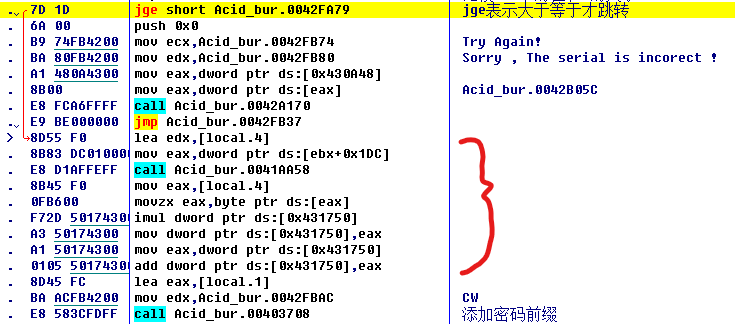 . 7D 1D jge short Acid_bur.0042FA79 jge表示大于等于才跳转
. 6A 00 push 0x0
. B9 74FB4200 mov ecx,Acid_bur.0042FB74 Try Again!
. BA 80FB4200 mov edx,Acid_bur.0042FB80 Sorry , The serial is incorect !
. A1 480A4300 mov eax,dword ptr ds:[0x430A48]
. 8B00 mov eax,dword ptr ds:[eax] Acid_bur.0042B05C
. E8 FCA6FFFF call Acid_bur.0042A170
. E9 BE000000 jmp Acid_bur.0042FB37
> 8D55 F0 lea edx,[local.4]
. 8B83 DC010000 mov eax,dword ptr ds:[ebx+0x1DC]
. E8 D1AFFEFF call Acid_bur.0041AA58
. 8B45 F0 mov eax,[local.4]
. 0FB600 movzx eax,byte ptr ds:[eax]
. F72D 50174300 imul dword ptr ds:[0x431750]
. A3 50174300 mov dword ptr ds:[0x431750],eax
. A1 50174300 mov eax,dword ptr ds:[0x431750]
. 0105 50174300 add dword ptr ds:[0x431750],eax
. 8D45 FC lea eax,[local.1]
. BA ACFB4200 mov edx,Acid_bur.0042FBAC CW
. E8 583CFDFF call Acid_bur.00403708 添加密码前缀